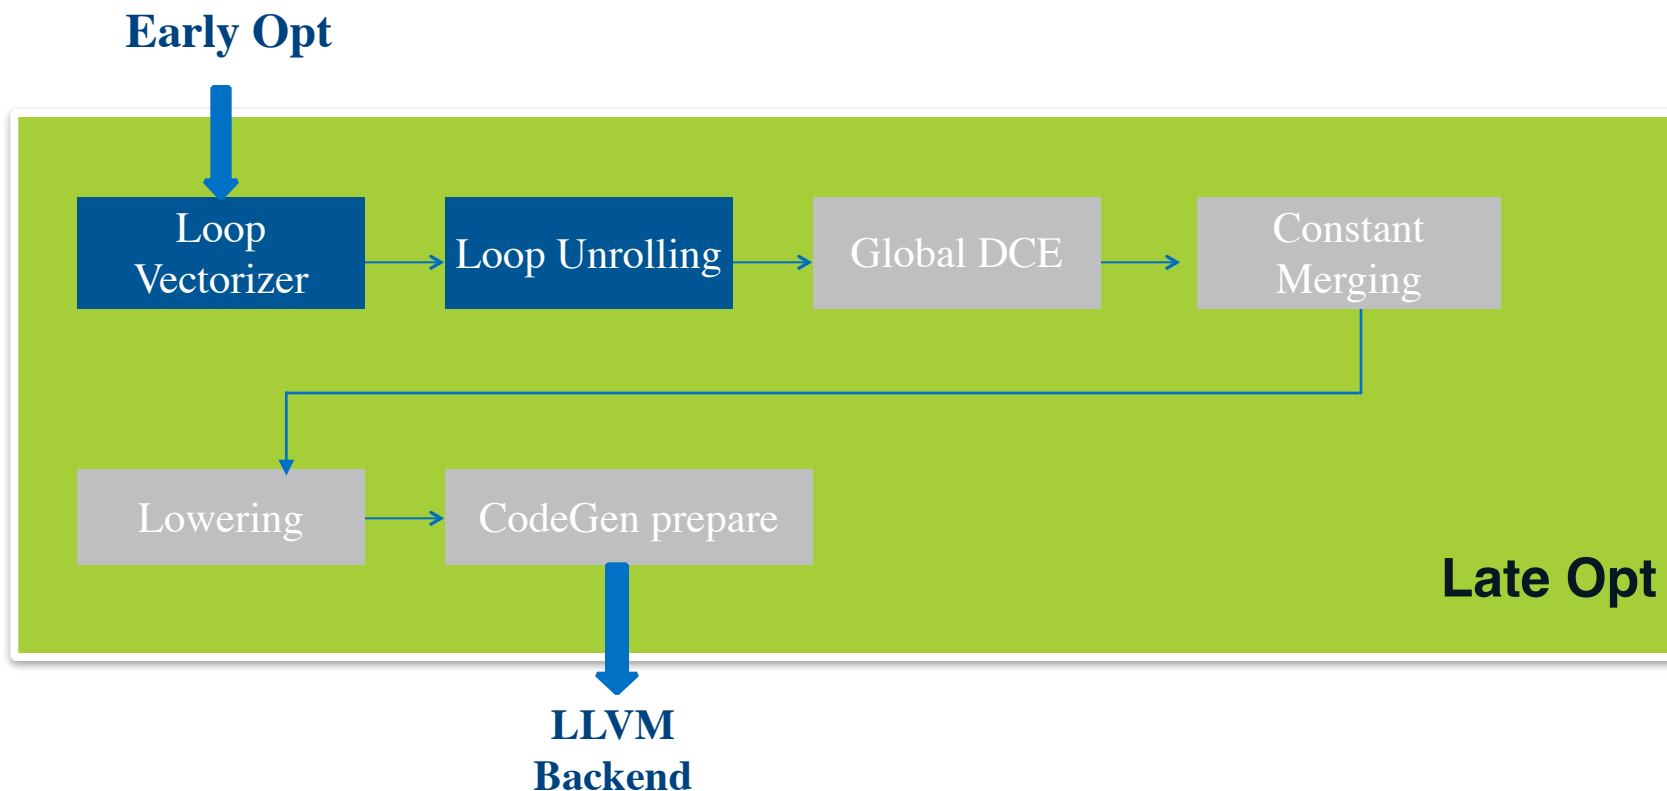 Early Opt
Loop
Vectorizer
Loop Unrolling
Global DCE
Constant
Merging
Lowering
CodeGen prepare
Late Opt
LLVM
Backend